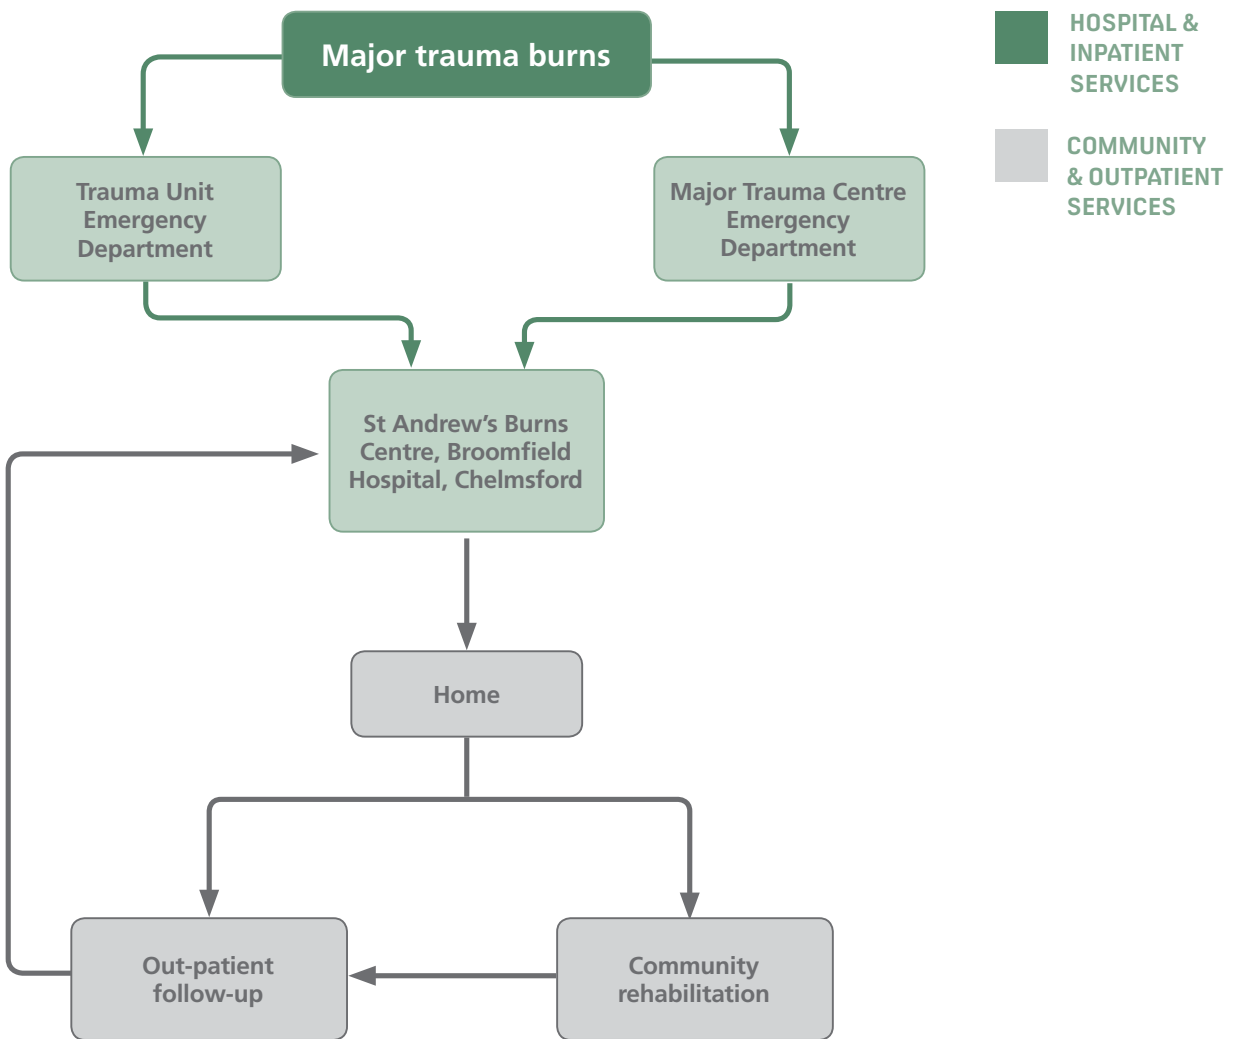 Major trauma burns
HOSPITAL &
INPATIENT
SERVICES
COMMUNITY
& OUTPATIENT
SERVICES
Trauma Unit
Emergency
Department
Major Trauma Centre
Emergency
Department
St Andrew’s Burns
Centre, Broomfield
Hospital, Chelmsford
Home
Out-patient
follow-up
Community
rehabilitation